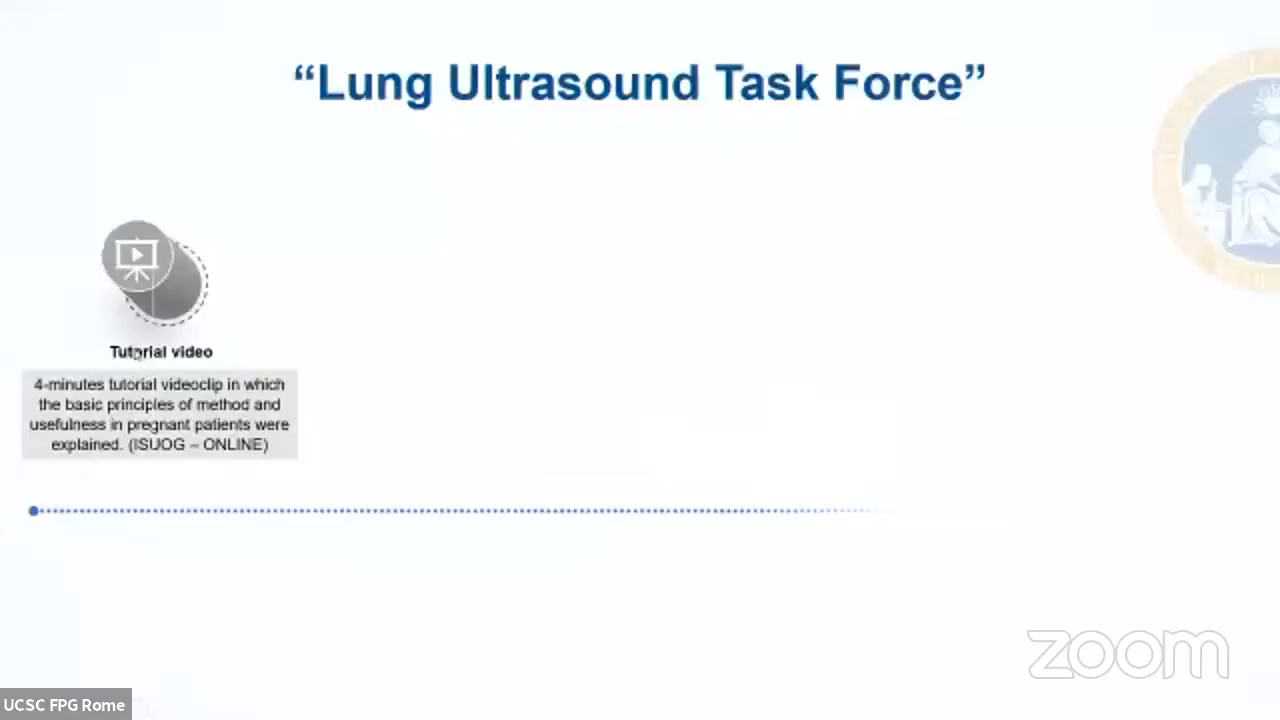 “Lung Ultrasound Task Force”
Tutorial video
4-minutes tutorial videoclip in which
the basic principles of method and
usefulness in pregnant patients were
explained. (ISUOG – ONLINE)
zoom
UCSC FPG Rome